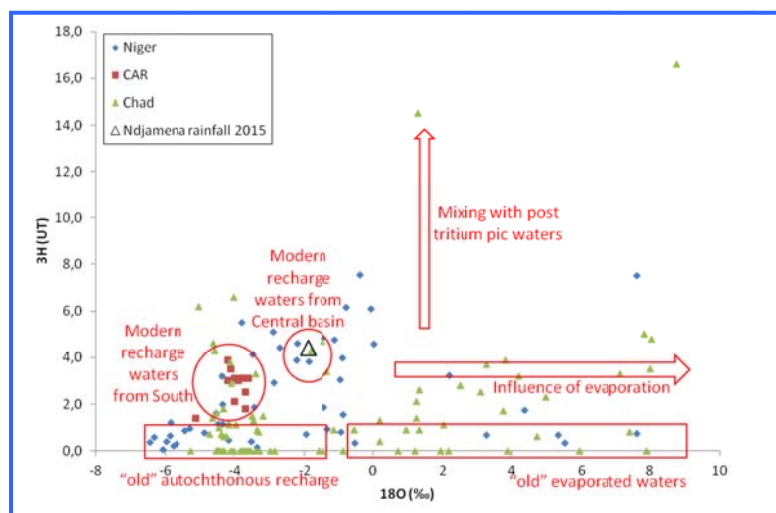 18,0
16,0
14,0
12,0
10,0
8,0
6,0
4,0
2,0
0,0
3H (UT)
Niger
CAR
Chad
Ndjamena rainfall 2015
Mixing with post
tritium pic waters
Modern
recharge
waters from
Central basin
Modern
recharge
waters
from South
Influence of evaporation
-8
-6
-4
-2
0
2
4
6
8
10
"old" autochthonous recharge
18O (‰)
"old" evaporated waters